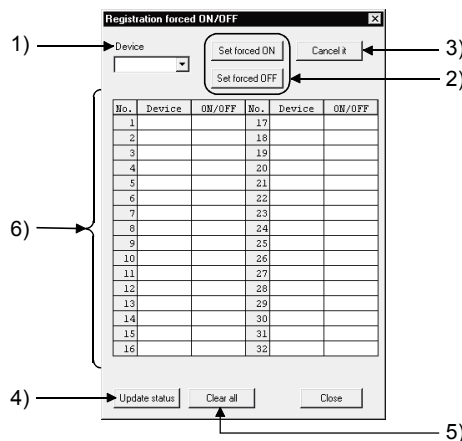 Registration forced ON/OFF
1)
Device
Set forced ON
Cancel it
3)
Set forced OFF
2)
No. Device ON/OFF No. Device ON/OFF
1 17
2 18
3 19
4 20
5 21
6 22
7 23
8 24
6)
9 25
10 26
11 27
12 28
13 29
14 30
15 31
16 32
4)
Update status
Clear all
Close
5)